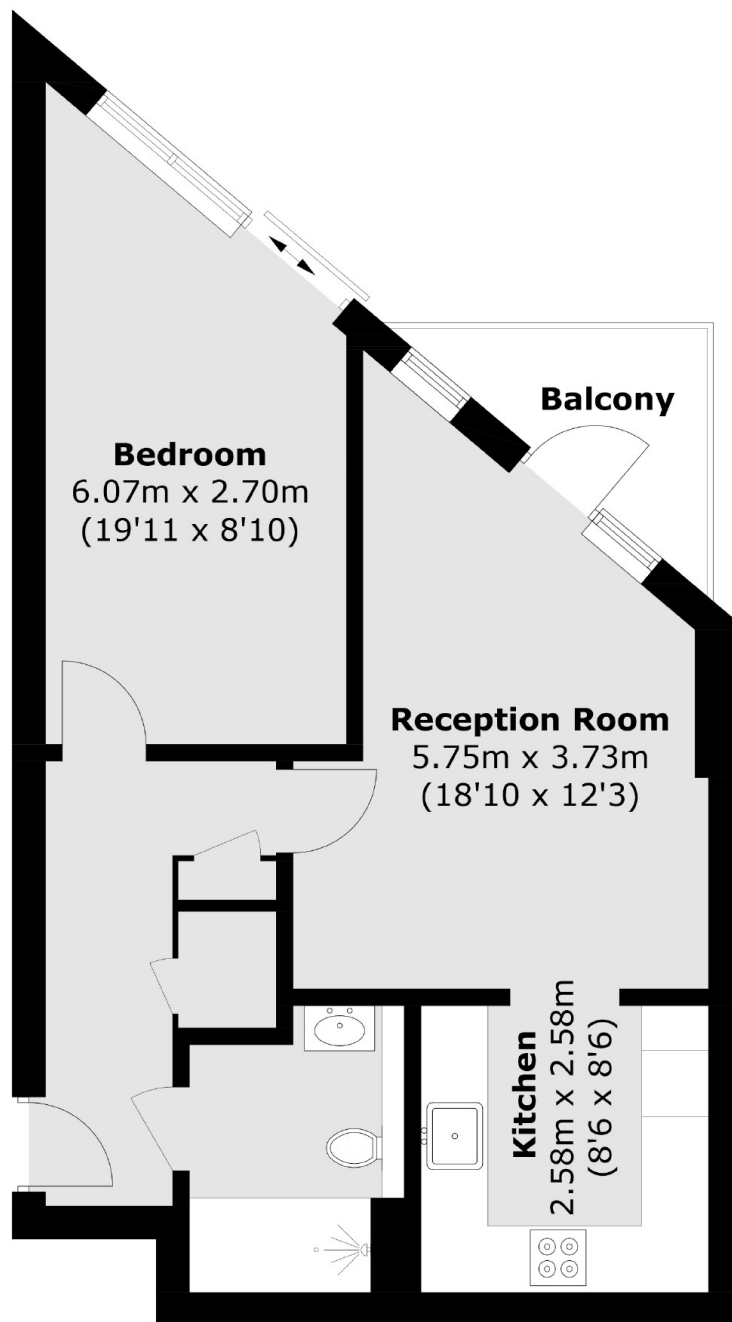 Balcony
Bedroom
6.07m x 2.70m
(19'11 x 8'10)
Reception Room
5.75m x 3.73m
(18'10 x 12'3)
Kitchen
2.58m x 2.58m
(8'6 x 8'6)